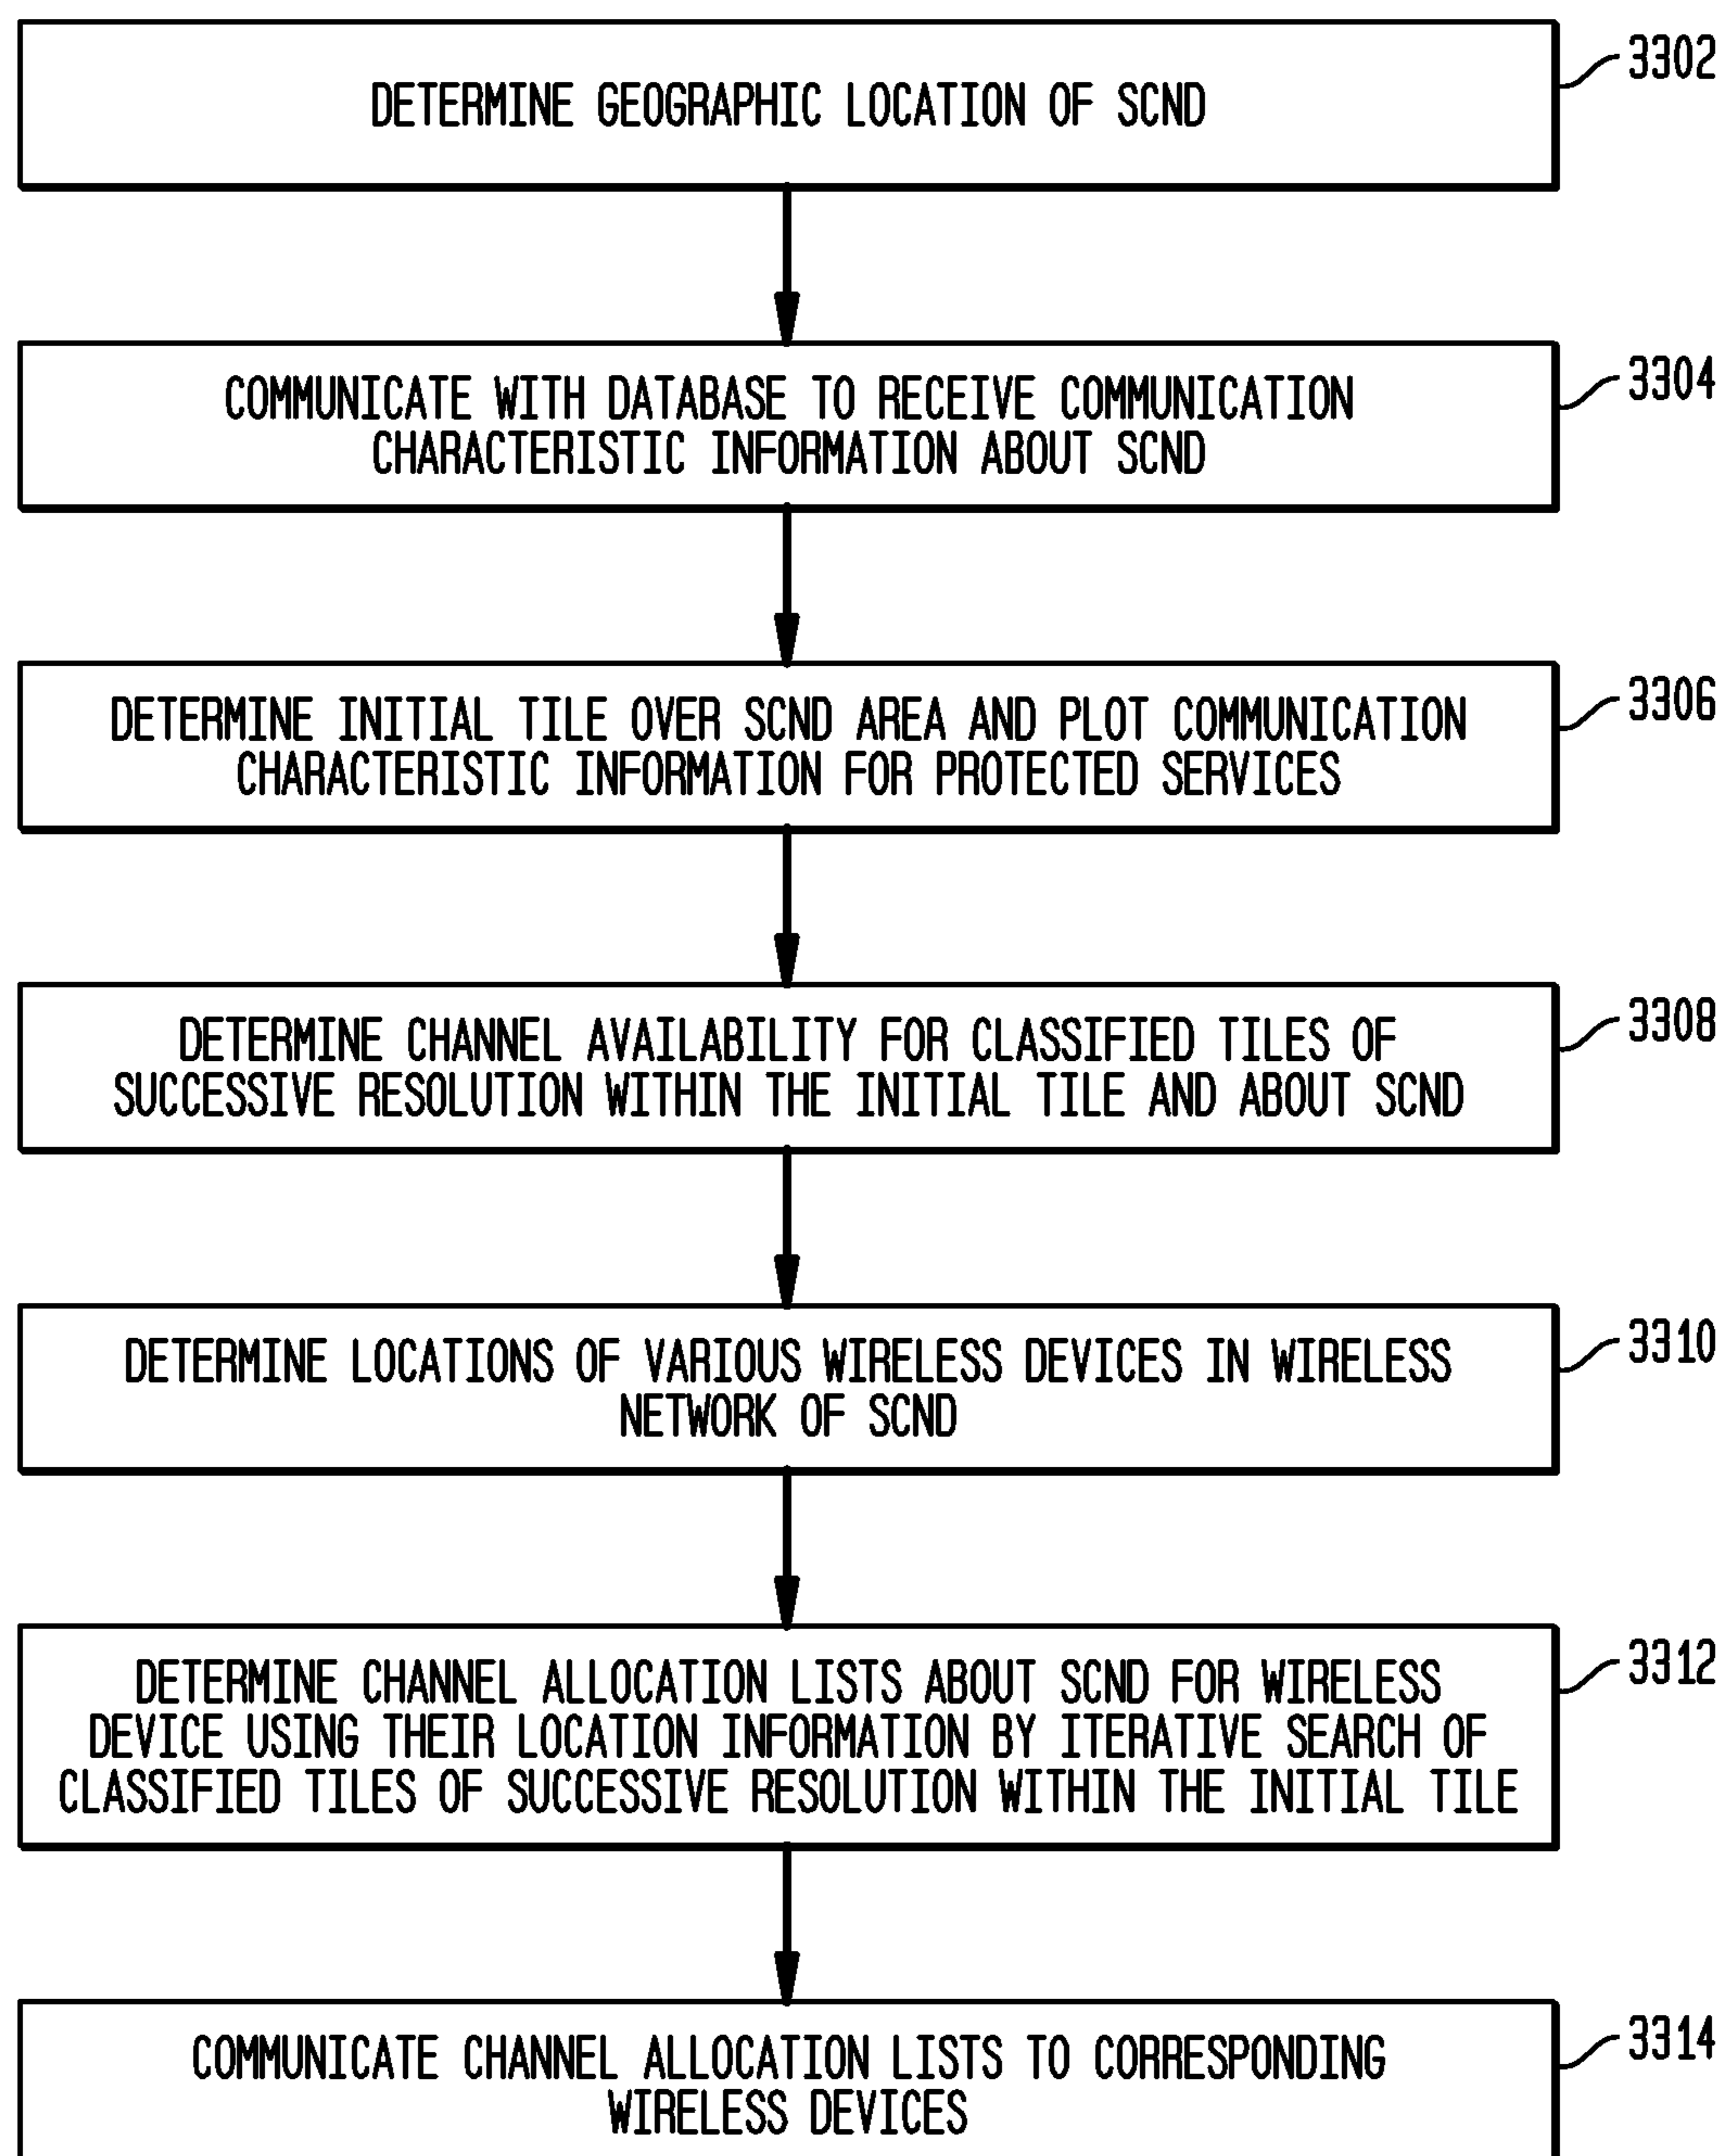 DETERMINE GEOGRAPHIC LOCATION OF SCND
3302
COMMUNICATE WITH DATABASE TO RECEIVE COMMUNICATION
CHARACTERISTIC INFORMATION ABOUT SCND
3304
DETERMINE INITIAL TILE OVER SCND AREA AND PLOT COMMUNICATION
CHARACTERISTIC INFORMATION FOR PROTECTED SERVICES
3306
DETERMINE CHANNEL AVAILABILITY FOR CLASSIFIED TILES OF
SUCCESSIVE RESOLUTION WITHIN THE INITIAL TILE AND ABOUT SCND
3308
DETERMINE LOCATIONS OF VARIOUS WIRELESS DEVICES IN WIRELESS
NETWORK OF SCND
3310
DETERMINE CHANNEL ALLOCATION LISTS ABOUT SCND FOR WIRELESS
DEVICE USING THEIR LOCATION INFORMATION BY ITERATIVE SEARCH OF
CLASSIFIED TILES OF SUCCESSIVE RESOLUTION WITHIN THE INITIAL TILE
3312
COMMUNICATE CHANNEL ALLOCATION LISTS TO CORRESPONDING
WIRELESS DEVICES
3314